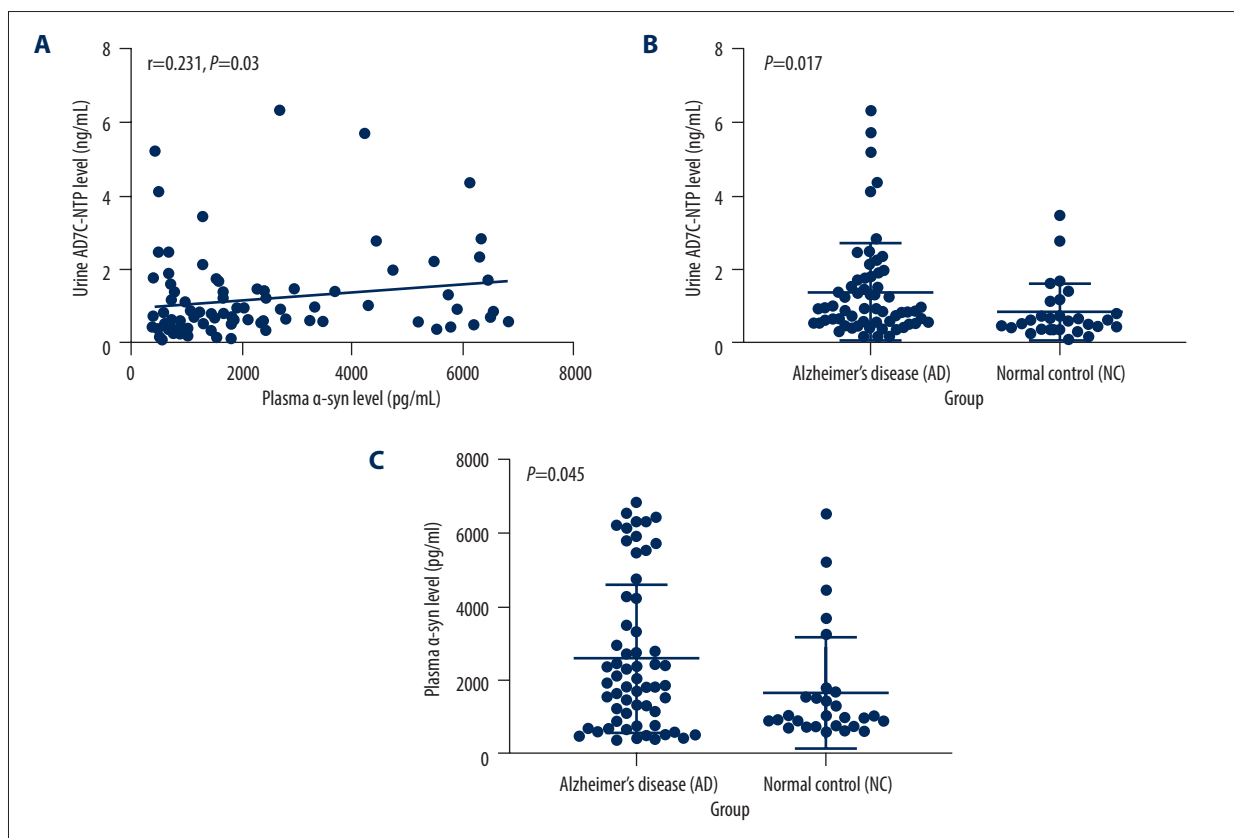 A
r=0.231, P=0.03
Urine AD7C-NTP level (ng/mL)
8
6
4
2
0
0
2000
4000
6000
8000
Plasma α-syn level (pg/mL)
B
P=0.017
Urine AD7C-NTP level (ng/mL)
8
6
4
2
0
Alzheimer's disease (AD)
Normal control (NC)
Group
C
P=0.045
Plasma α-syn level (pg/ml)
8000
6000
4000
2000
0
Alzheimer's disease (AD)
Normal control (NC)
Group